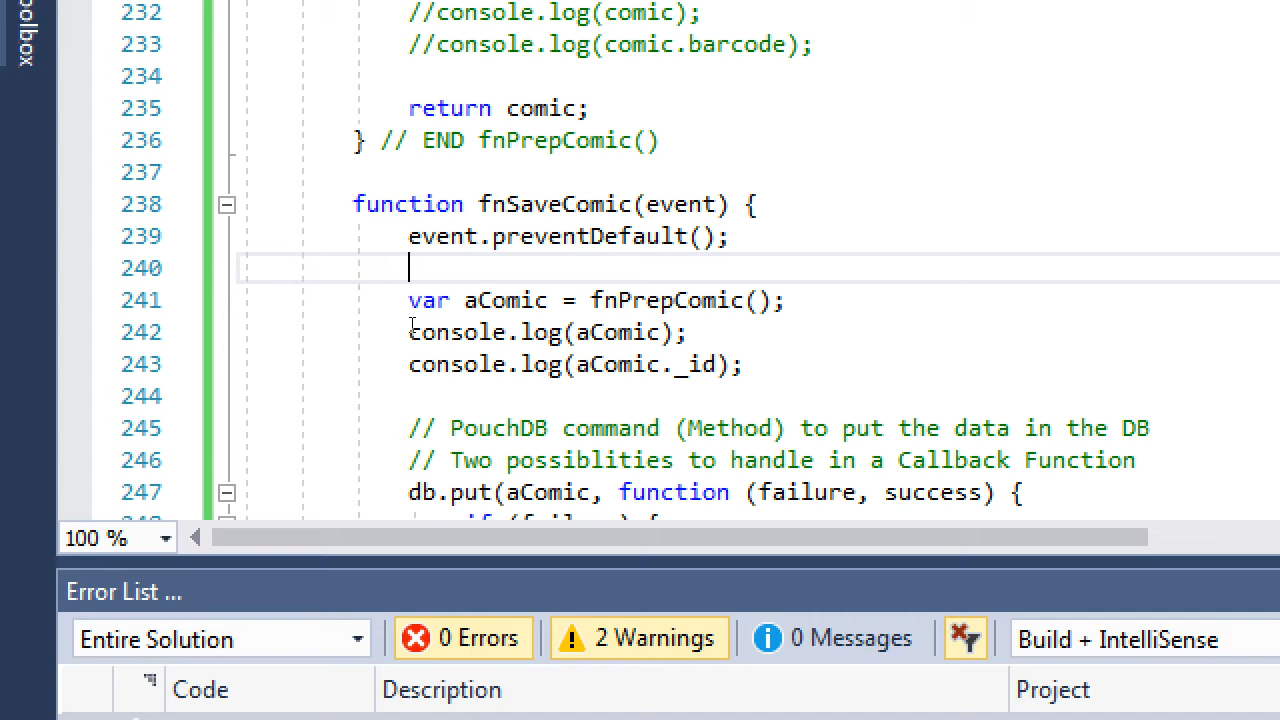 oolbox
232 //console.log(comic);
233 //console.log(comic.barcode);
234
235 return comic;
236 } // END fnPrepComic()
237
238 function fnSaveComic(event) {
239 event.preventDefault();
240
241 var aComic = fnPrepComic();
242 console.log(aComic);
243 console.log(aComic._id);
244
245 // PouchDB command (Method) to put the data in the DB
246 // Two possiblities to handle in a Callback Function
247 db.put(aComic, function (failure, success) {
100 %
Error List ...
Entire Solution 0 Errors 2 Warnings 0 Messages Build + IntelliSense
Code Description Project